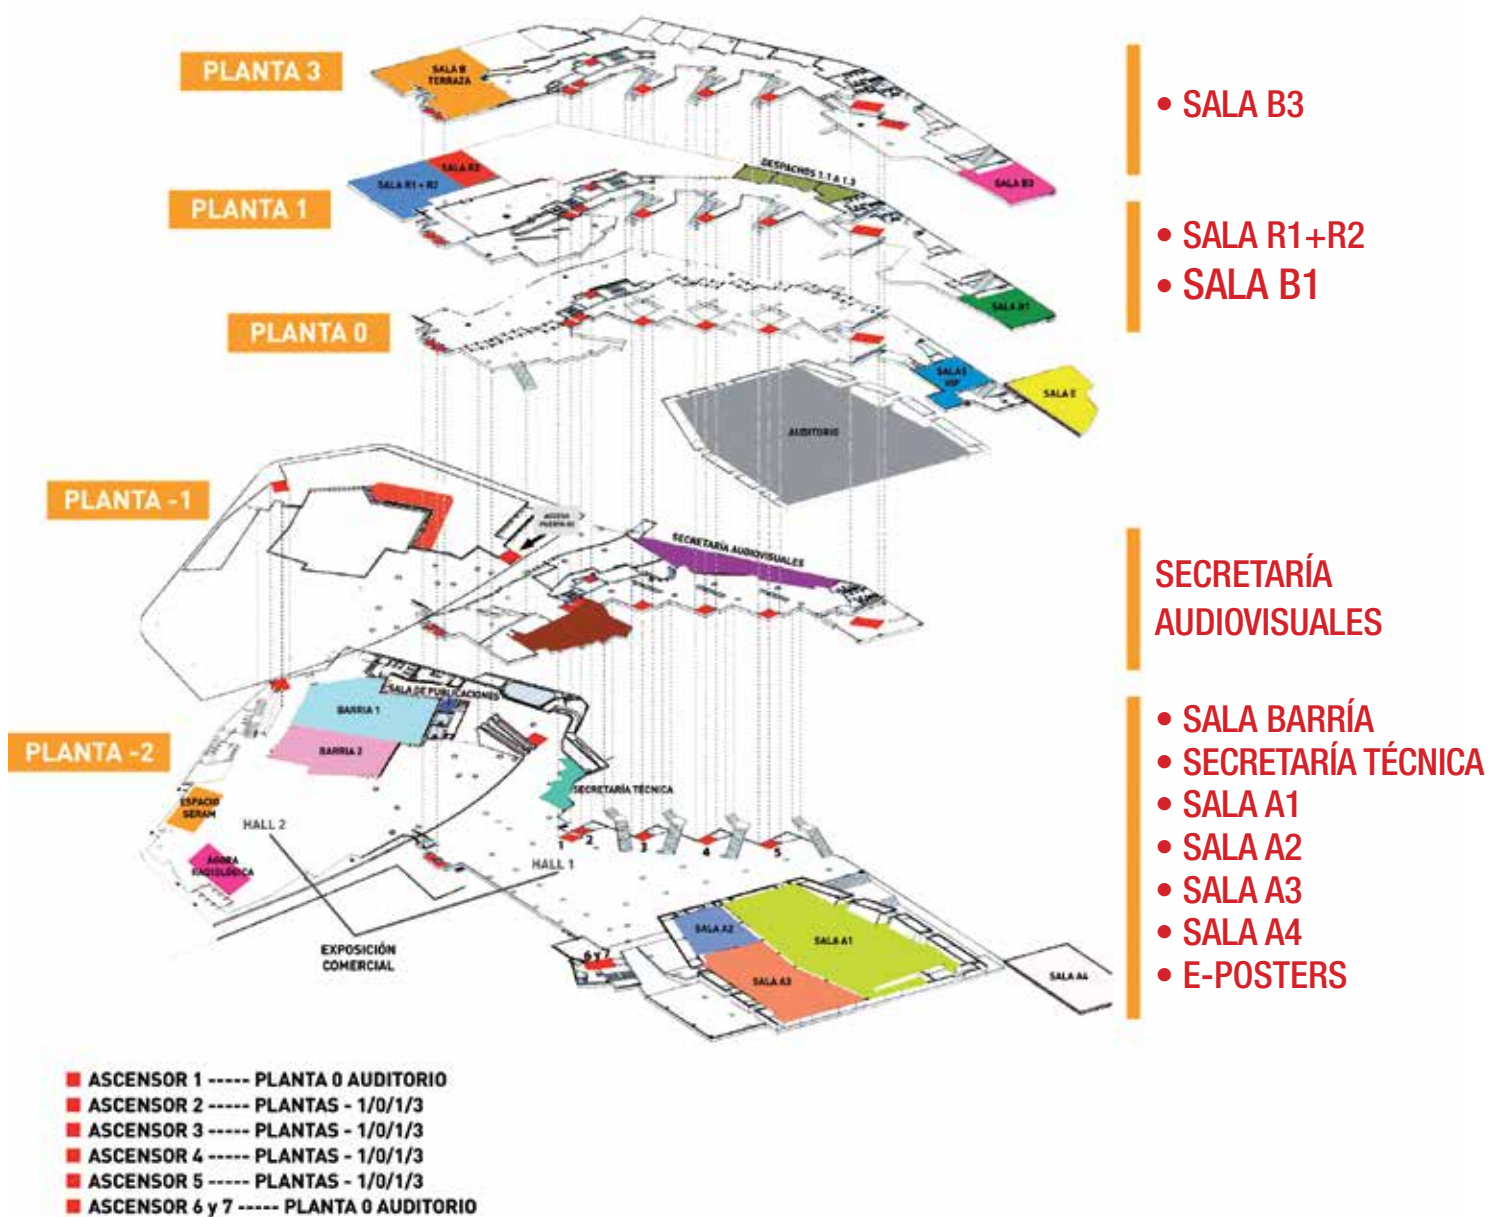 PLANTA 3
SALA B
TERRAZA
SALA B3
• SALA B3
PLANTA 1
SALA R1 + R2
SALA R3
DESPACHOS 1.1 A 1.3
SALA B1
• SALA R1+R2
• SALA B1
PLANTA 0
SALAS
VIP
SALA E
AUDITORIO
PLANTA -1
ACCESO
SECRETARÍA AUDIOVISUALES
SECRETARÍA
AUDIOVISUALES
PLANTA -2
SALA DE PUBLICACIONES
BARRIA 1
BARRIA 2
ESPACIO
SERAM
HALL 2
ÁGORA
RADIOLÓGICA
SECRETARÍA TÉCNICA
1
2
3
4
5
HALL 1
EXPOSICIÓN
COMERCIAL
6 y 7
SALA A2
SALA A1
SALA A3
SALA A4
• SALA BARRÍA
• SECRETARÍA TÉCNICA
• SALA A1
• SALA A2
• SALA A3
• SALA A4
• E-POSTERS
ASCENSOR 1 ----- PLANTA 0 AUDITORIO
ASCENSOR 2 ----- PLANTAS - 1/0/1/3
ASCENSOR 3 ----- PLANTAS - 1/0/1/3
ASCENSOR 4 ----- PLANTAS - 1/0/1/3
ASCENSOR 5 ----- PLANTAS - 1/0/1/3
ASCENSOR 6 y 7 ----- PLANTA 0 AUDITORIO